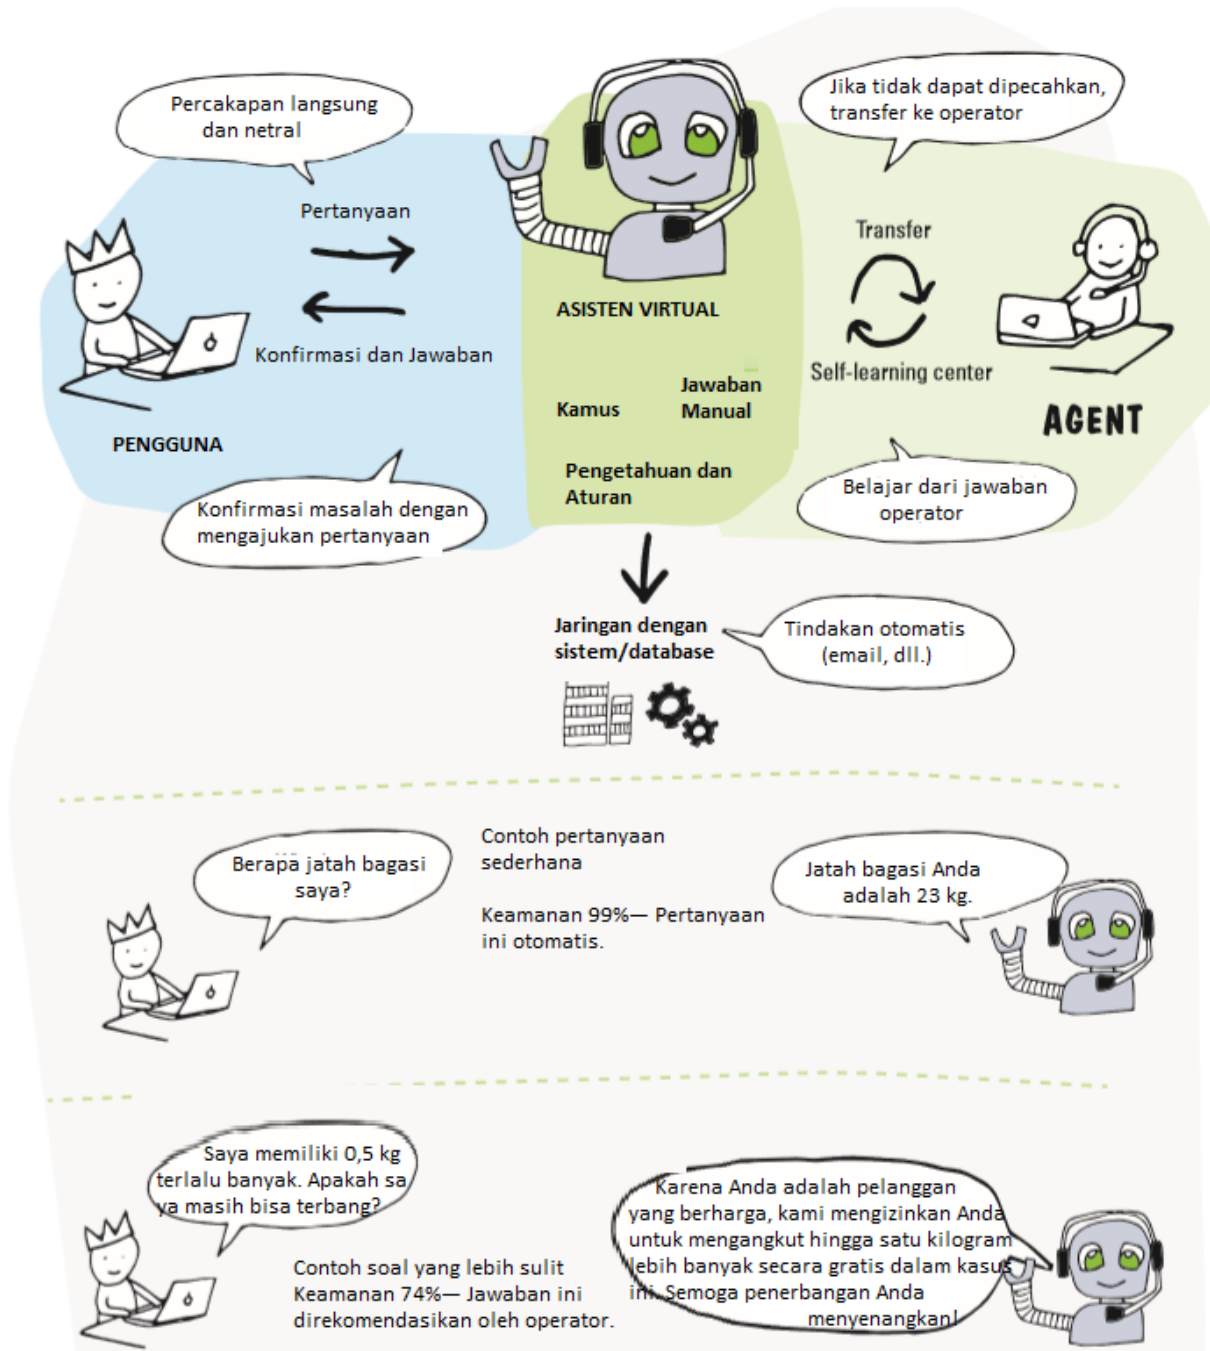 Percakapan langsung
dan netral
Jika tidak dapat dipecahkan,
transfer ke operator
Pertanyaan
Transfer
ASISTEN VIRTUAL
Konfirmasi dan Jawaban
Self-learning center
Kamus
Jawaban
Manual
AGENT
PENGGUNA
Pengetahuan dan
Aturan
Konfirmasi masalah dengan
mengajukan pertanyaan
Belajar dari jawaban
operator
Jaringan dengan
sistem/database
Tindakan otomatis
(email, dll.)
Berapa jatah bagasi
saya?
Contoh pertanyaan
sederhana
Keamanan 99%— Pertanyaan
ini otomatis.
Jatah bagasi Anda
adalah 23 kg.
Saya memiliki 0,5 kg
terlalu banyak. Apakah sa
ya masih bisa terbang?
Contoh soal yang lebih sulit
Keamanan 74%— Jawaban ini
direkomendasikan oleh operator.
Karena Anda adalah pelanggan
yang berharga, kami mengizinkan Anda
untuk mengangkut hingga satu kilogram
lebih banyak secara gratis dalam kasus
ini. Semoga penerbangan Anda
menyenangkan!